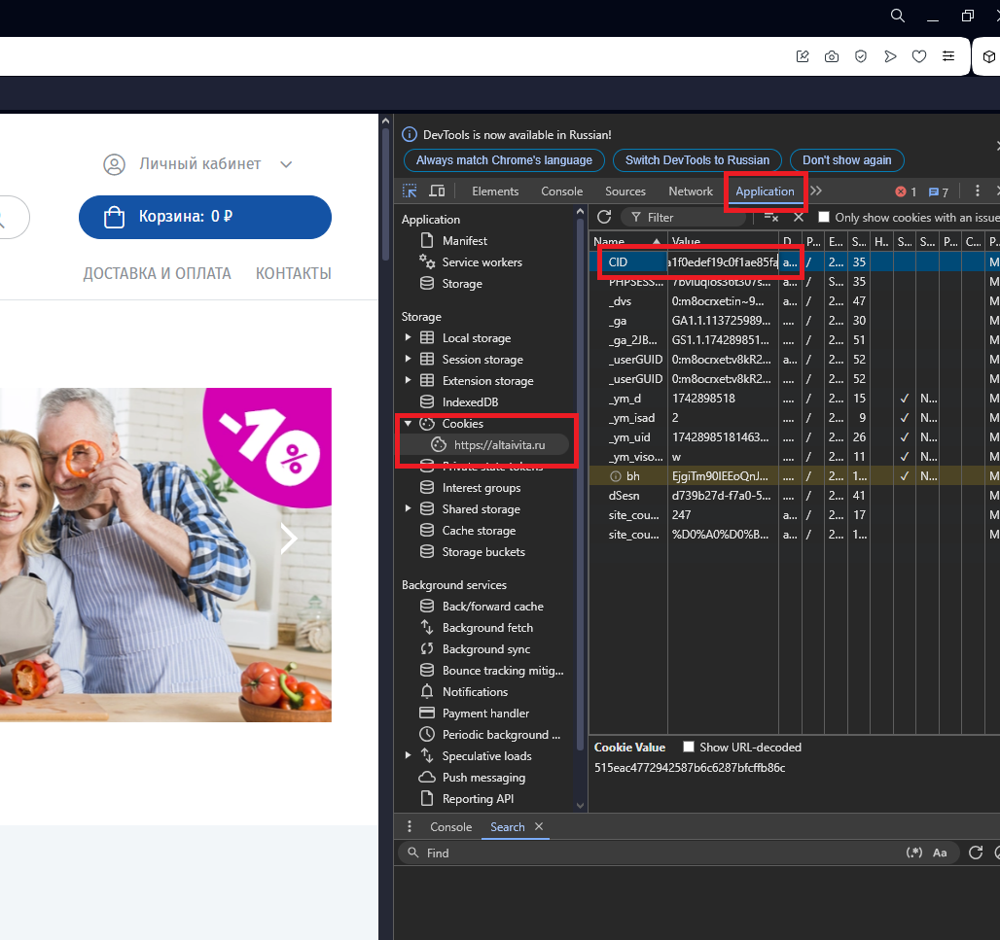 DevTools is now available in Russian!
Always match Chrome's language
Switch DevTools to Russian
Don't show again
Личный кабинет
Корзина: 0 ₽
ДОСТАВКА И ОПЛАТА
КОНТАКТЫ
-10%
Elements
Console
Sources
Network
Application
1
7
Application
Manifest
Service workers
Storage
Storage
Local storage
Session storage
Extension storage
IndexedDB
Cookies
https://altaivita.ru
Private state tokens
Interest groups
Shared storage
Cache storage
Storage buckets
Background services
Back/forward cache
Background fetch
Background sync
Bounce tracking mitig...
Notifications
Payment handler
Periodic background ...
Speculative loads
Push messaging
Reporting API
Filter
Only show cookies with an issue
Name Value D P... E... S... H.. S... S... P... C... P..
CID a1f0edef19c0f1ae85fa a... / 2... 35 M
PHPSESS... a... / S... 35 M
_dvs 0:m8ocrxet:in~9... a... / 2... 47 M
_ga GA1.1.113725989... .... / 2... 30 M
_ga_2JB... GS1.1.174289851... .... / 2... 51 M
_userGUID 0:m8ocrxet:v8kR2... a... / 2... 52 M
_userGUID 0:m8ocrxet:v8kR2... .... / 2... 52 M
_ym_d 1742898518 .... / 2... 15 ✓ N... M
_ym_isad 2 .... / 2... 9 ✓ N... M
_ym_uid 17428985181463... .... / 2... 26 ✓ N... M
_ym_viso... w .... / 2... 11 ✓ N... M
bh EjgiTm90IEEoQnJ... .... / 2... 1... ✓ N... M
dSesn d739b27d-f7a0-5... .... / 2... 41 M
site_cou... 247 a... / 2... 17 M
site_cou... %D0%A0%D0%B... a... / 2... 1... M
Cookie Value
Show URL-decoded
515eac4772942587b6c6287bfcffb86c
Console
Search
Find
(.*)
Aa